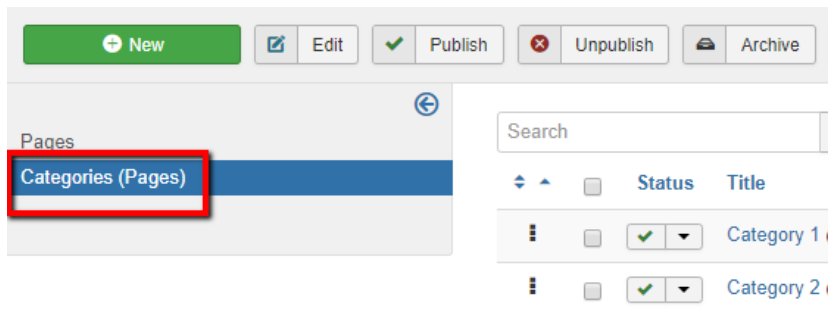 New Edit Publish Unpublish Archive
Pages
Categories (Pages)
Search
Status Title
Category 1
Category 2